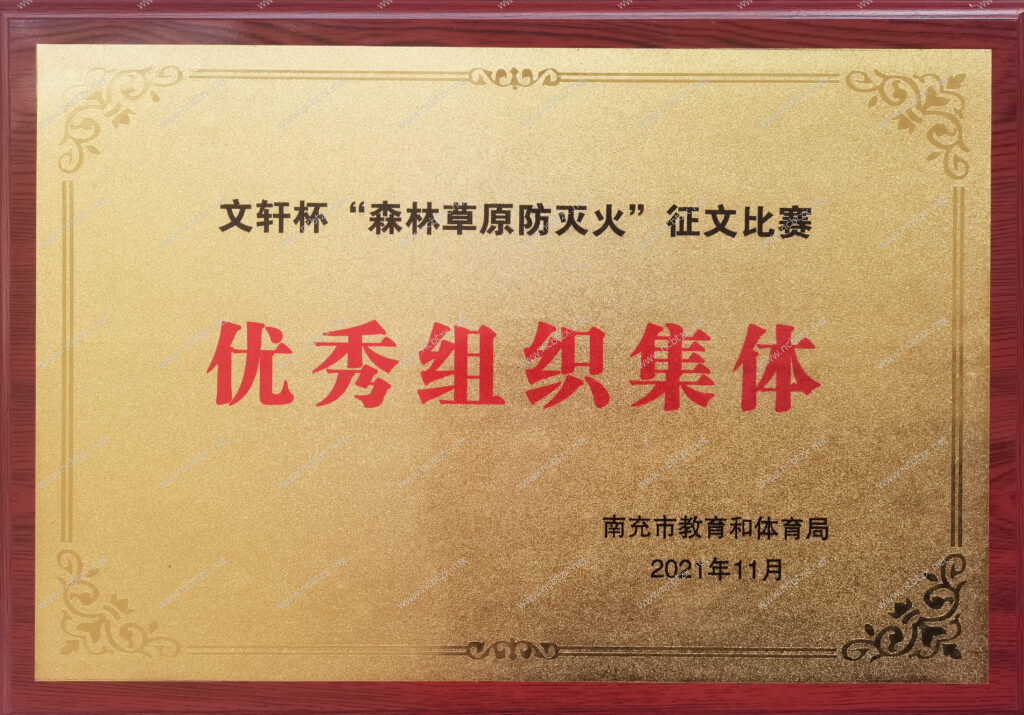 文轩杯“森林草原防灭火”征文比赛
优秀组织集体
南充市教育和体育局
2021年11月